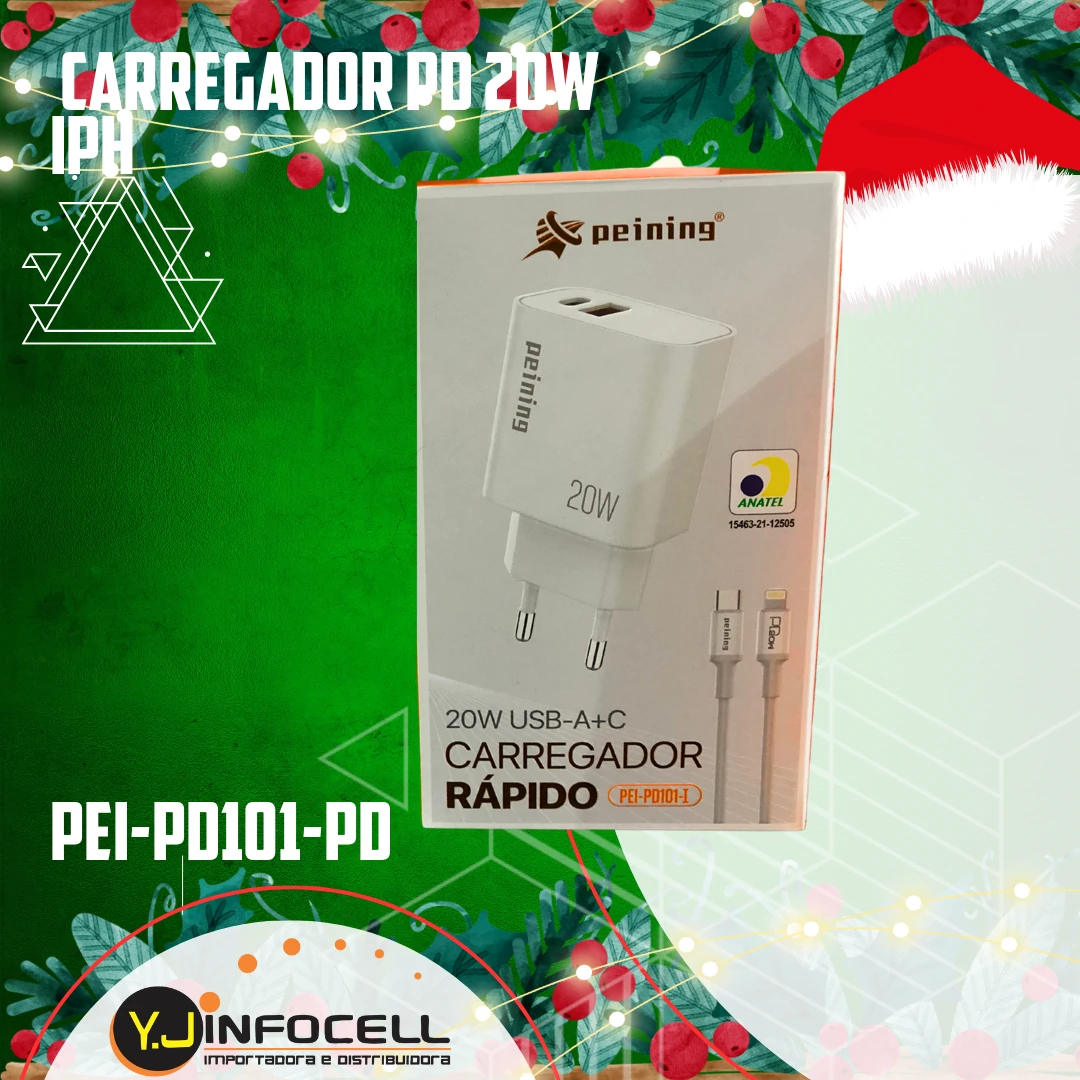 CARREGADOR PD 20W
IPH
peining®
peining
20W
ANATEL
15463-21-12505
peining
PD20W
20W USB-A+C
CARREGADOR
RÁPIDO PEI-PD101-I
PEI-PD101-PD
Y.J INFOCELL
IMPORTADORA E DISTRIBUIDORA